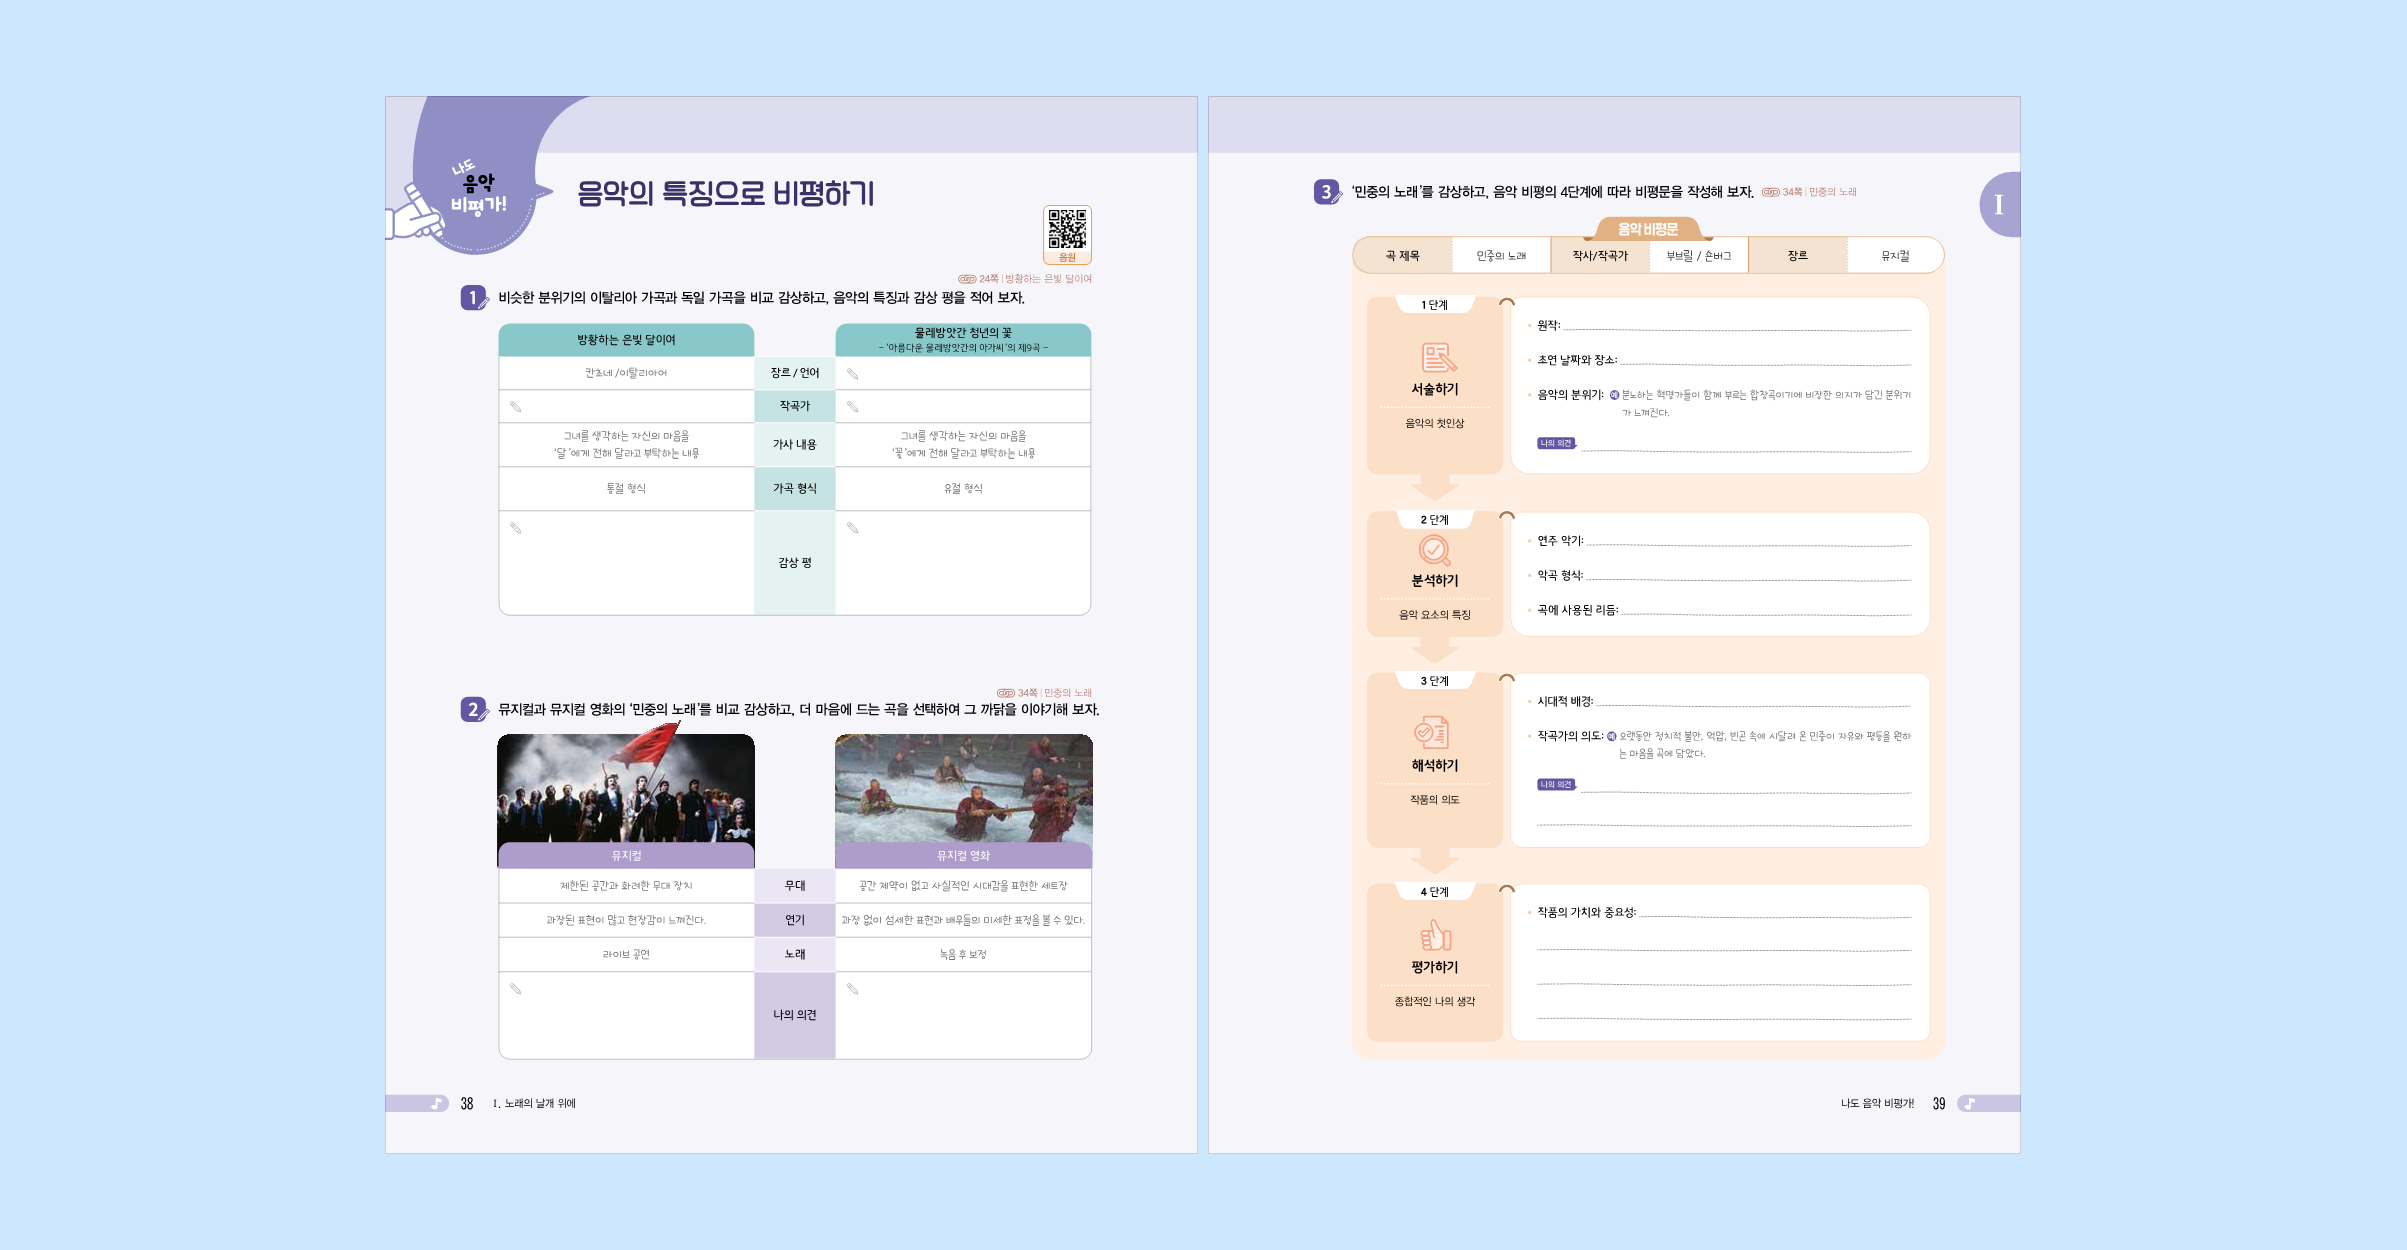 나도
음악
비평가!
음악의 특징으로 비평하기
음원
24쪽 | 방황하는 은빛 달이여
1 비슷한 분위기의 이탈리아 가곡과 독일 가곡을 비교 감상하고, 음악의 특징과 감상 평을 적어 보자.
방황하는 은빛 달이여
물레방앗간 청년의 꽃
- ‘아름다운 물레방앗간의 아가씨’의 제9곡 -
칸초네 /이탈리아어 장르 / 언어
작곡가
그녀를 생각하는 자신의 마음을
‘달’에게 전해 달라고 부탁하는 내용
가사 내용
그녀를 생각하는 자신의 마음을
‘꽃’에게 전해 달라고 부탁하는 내용
통절 형식 가곡 형식 유절 형식
감상 평
34쪽 | 민중의 노래
2 뮤지컬과 뮤지컬 영화의 ‘민중의 노래’를 비교 감상하고, 더 마음에 드는 곡을 선택하여 그 까닭을 이야기해 보자.
뮤지컬 뮤지컬 영화
제한된 공간과 화려한 무대 장치 무대 공간 제약이 없고 사실적인 시대감을 표현한 세트장
과장된 표현이 많고 현장감이 느껴진다. 연기 과장 없이 섬세한 표현과 배우들의 미세한 표정을 볼 수 있다.
라이브 공연 노래 녹음 후 보정
나의 의견
38 I. 노래의 날개 위에
3 ‘민중의 노래’를 감상하고, 음악 비평의 4단계에 따라 비평문을 작성해 보자. 34쪽 | 민중의 노래
I
음악 비평문
곡 제목 민중의 노래 작사/작곡가 부브릴 / 숀버그 장르 뮤지컬
1 단계
서술하기
음악의 첫인상
• 원작:
• 초연 날짜와 장소:
• 음악의 분위기: 예 분노하는 혁명가들이 함께 부르는 합창곡이기에 비장한 의지가 담긴 분위기
가 느껴진다.
나의 의견
2 단계
분석하기
음악 요소의 특징
• 연주 악기:
• 악곡 형식:
• 곡에 사용된 리듬:
3 단계
해석하기
작품의 의도
• 시대적 배경:
• 작곡가의 의도: 예 오랫동안 정치적 불안, 억압, 빈곤 속에 시달려 온 민중이 자유와 평등을 원하
는 마음을 곡에 담았다.
나의 의견
4 단계
평가하기
종합적인 나의 생각
• 작품의 가치와 중요성:
나도 음악 비평가! 39